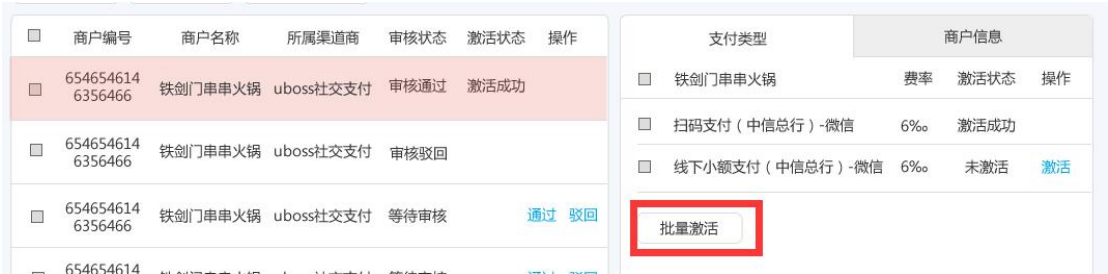 商户编号 商户名称 所属渠道商 审核状态 激活状态 操作
654654614
6356466
铁剑门串串火锅 uboss社交支付 审核通过 激活成功
654654614
6356466
铁剑门串串火锅 uboss社交支付 审核驳回
654654614
6356466
铁剑门串串火锅 uboss社交支付 等待审核 通过 驳回
654654614
支付类型 商户信息
铁剑门串串火锅 费率 激活状态 操作
扫码支付（中信总行）-微信 6‰ 激活成功
线下小额支付（中信总行）-微信 6‰ 未激活 激活
批量激活